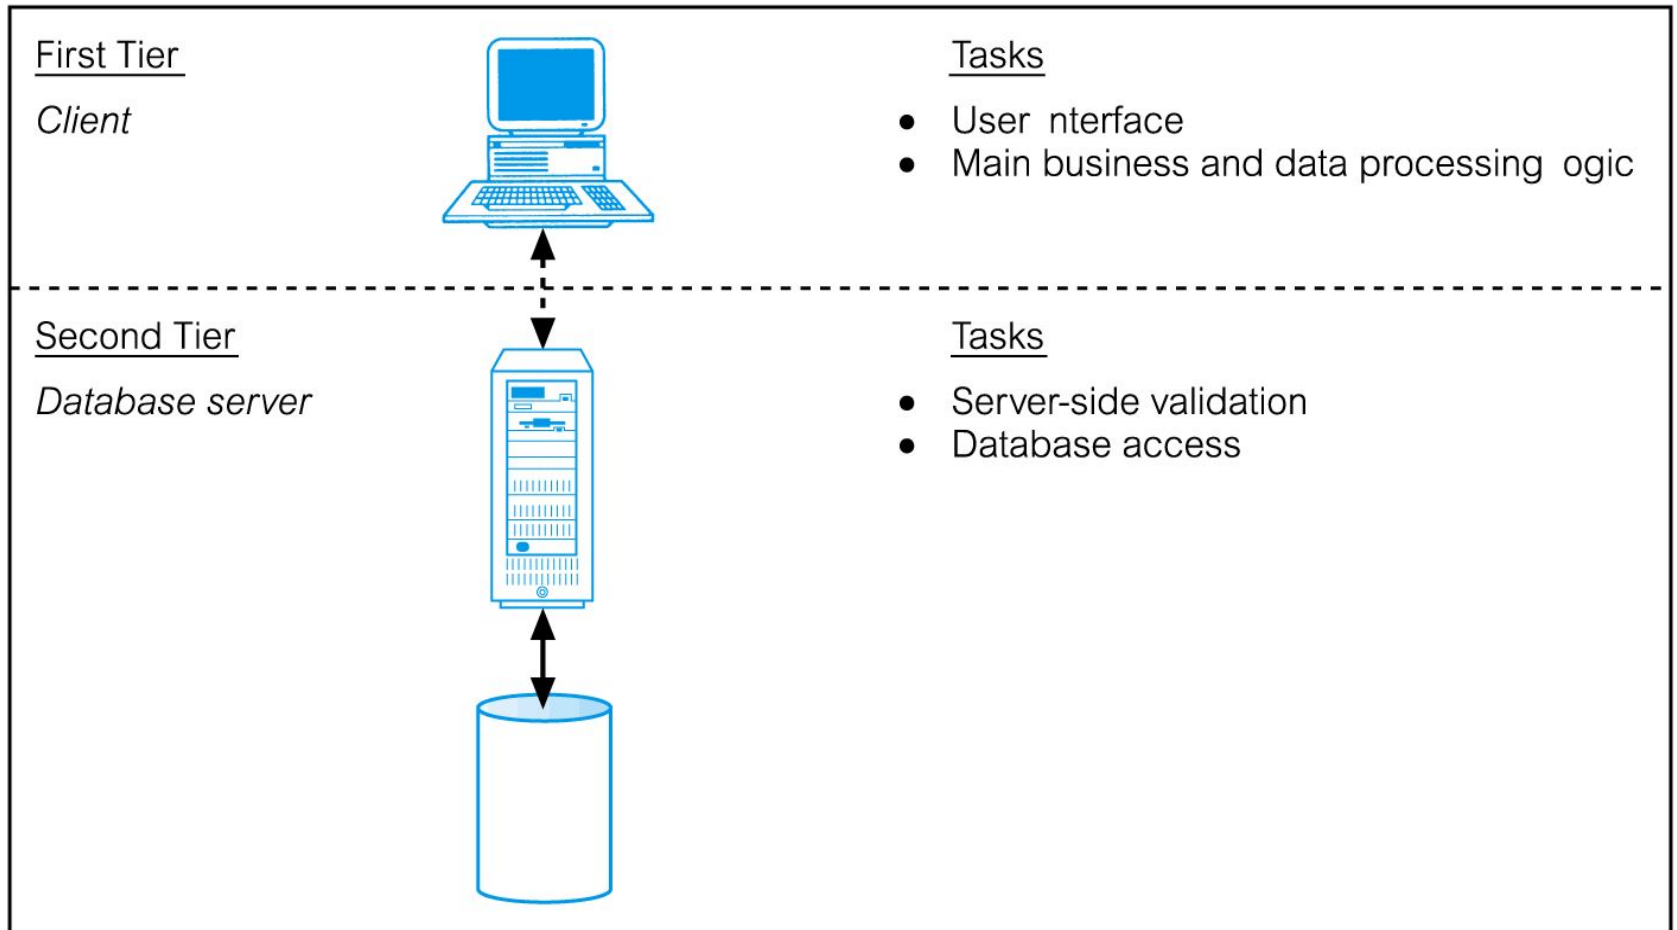 First Tier
Tasks
Client
● User nterface
● Main business and data processing ogic
Second Tier
Tasks
Database server
● Server-side validation
● Database access